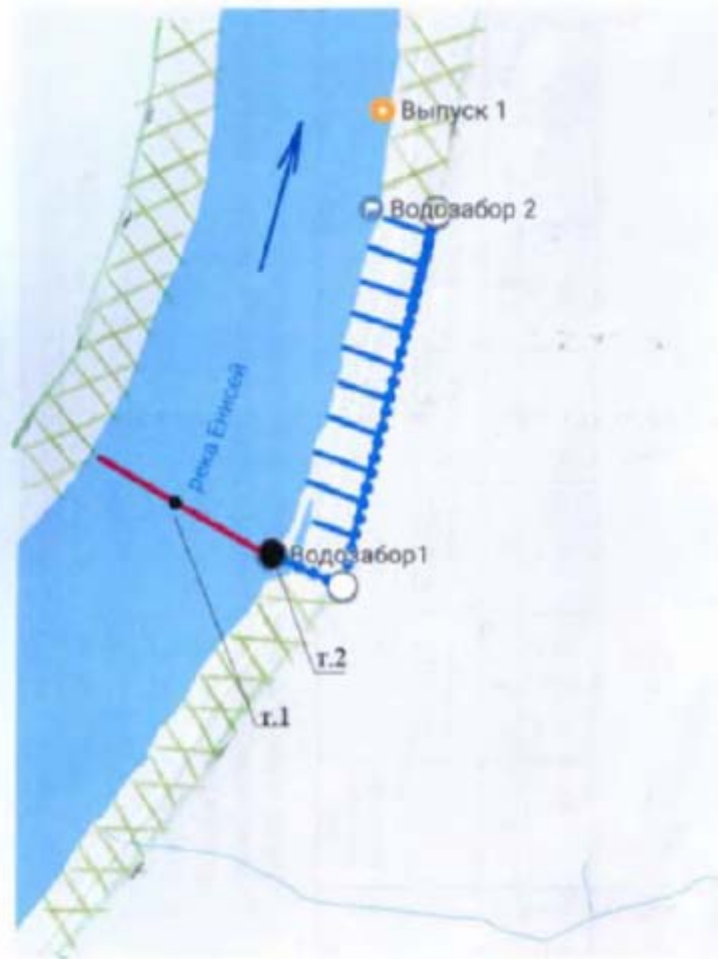 Выпуск 1
Водозабор 2
река Енисей
Водозабор1
т.2
т.1